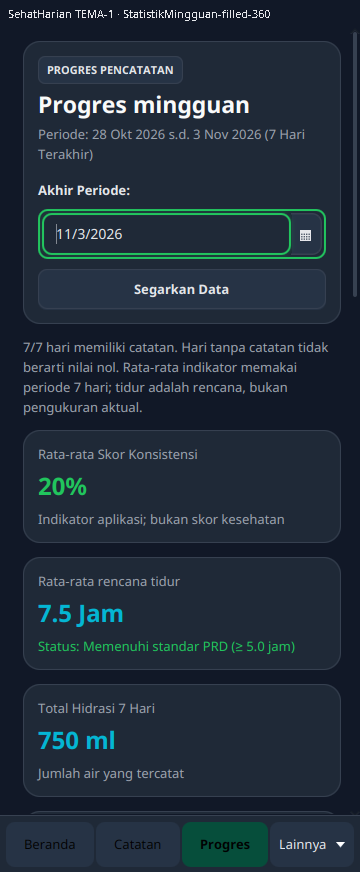 SehatHarian TEMA-1 · StatistikMingguan-filled-360
PROGRES PENCATATAN
Progres mingguan
Periode: 28 Okt 2026 s.d. 3 Nov 2026 (7 Hari
Terakhir)
Akhir Periode:
11/3/2026
Segarkan Data
7/7 hari memiliki catatan. Hari tanpa catatan tidak
berarti nilai nol. Rata-rata indikator memakai
periode 7 hari; tidur adalah rencana, bukan
pengukuran aktual.
Rata-rata Skor Konsistensi
20%
Indikator aplikasi; bukan skor kesehatan
Rata-rata rencana tidur
7.5 Jam
Status: Memenuhi standar PRD (≥ 5.0 jam)
Total Hidrasi 7 Hari
750 ml
Jumlah air yang tercatat
Beranda Catatan Progres Lainnya